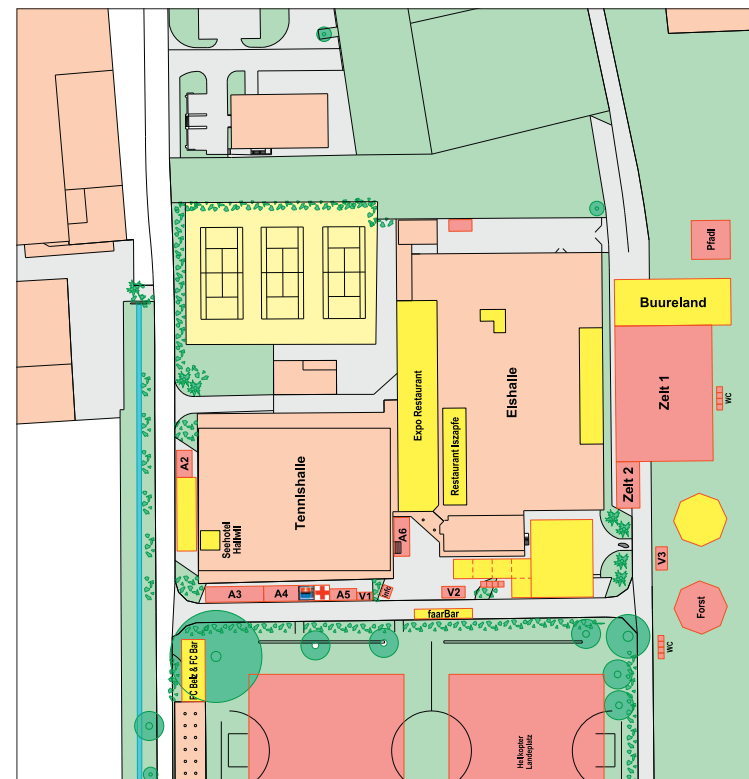 Pfadi
Buureland
Zelt 1
WC
Expo Restaurant
Eishalle
Restaurant Iszapfe
A2
Tennishalle
Seehotel
Hallwil
Zelt 2
A6
V3
A3
A4
A5
V1
Info
V2
faarBar
Forst
WC
FC Beiz & FC Bar
Helikopter
Landeplatz